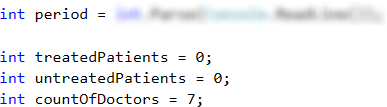 int period =
int treatedPatients = 0;
int untreatedPatients = 0;
int countOfDoctors = 7;